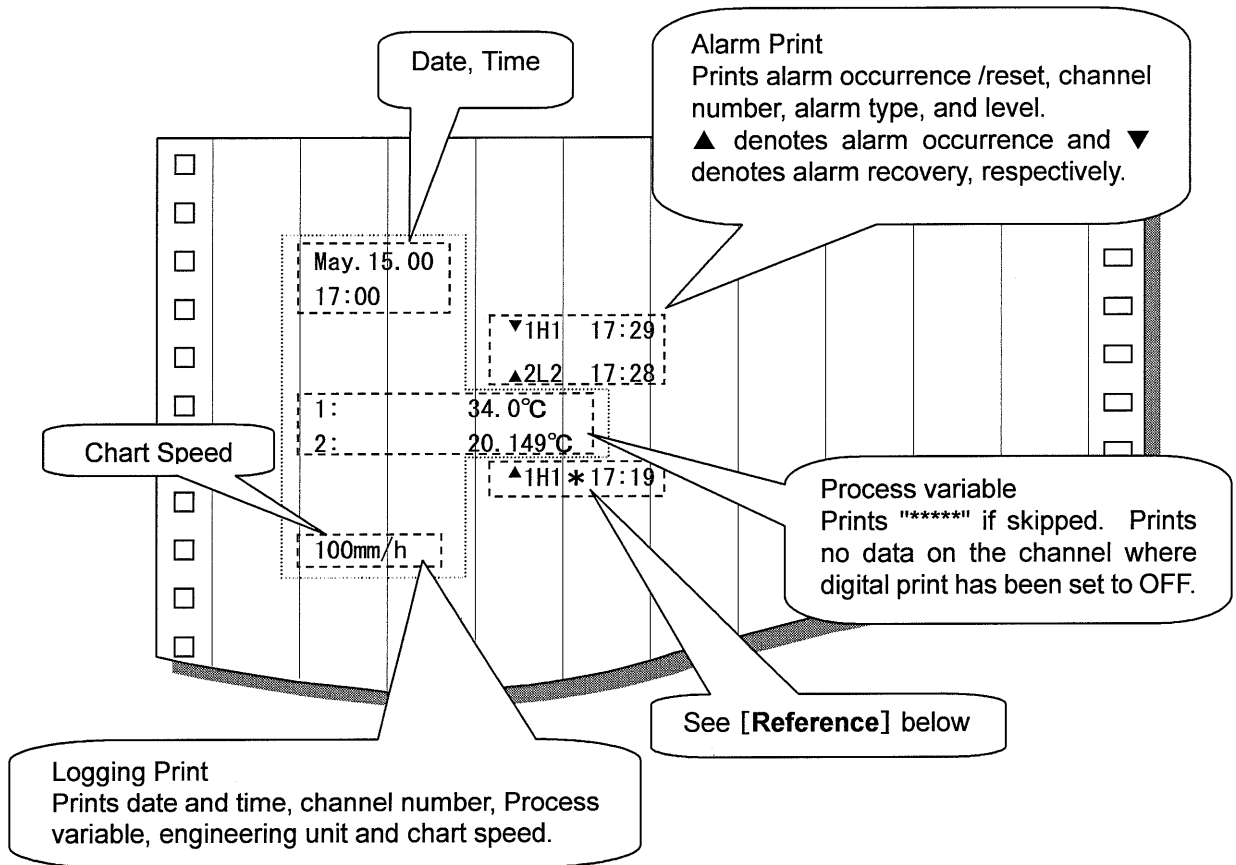 Date, Time
Alarm Print
Prints alarm occurrence /reset, channel
number, alarm type, and level.
▲ denotes alarm occurrence and ▼
denotes alarm recovery, respectively.
May. 15. 00
17:00
▼1H1 17:29
▲2L2 17:28
1: 34. 0℃
2: 20. 149℃
Chart Speed
▲1H1 * 17:19
Process variable
Prints "*****" if skipped. Prints
no data on the channel where
digital print has been set to OFF.
100mm/h
See [Reference] below
Logging Print
Prints date and time, channel number, Process
variable, engineering unit and chart speed.